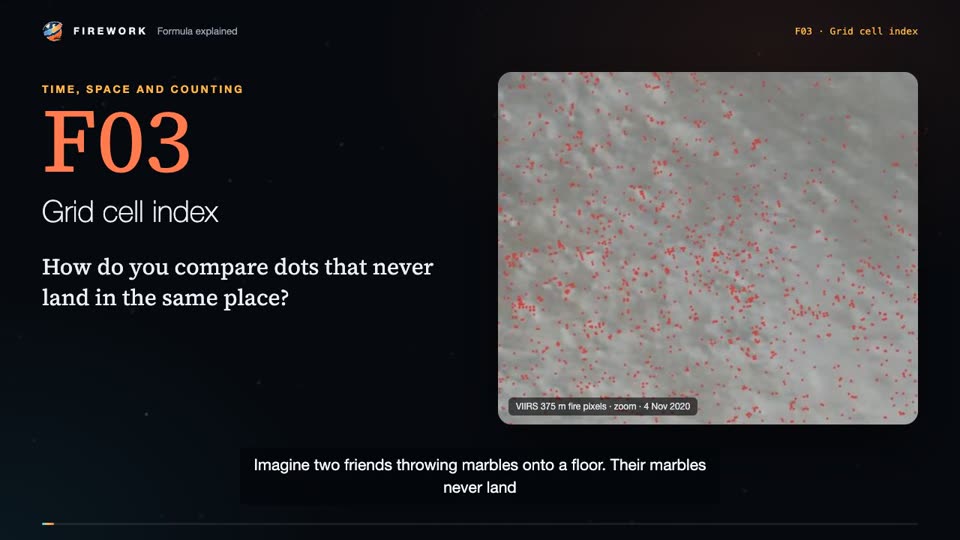 FIREWORK Formula explained
F03 · Grid cell index
TIME, SPACE AND COUNTING
F03
Grid cell index
How do you compare dots that never
land in the same place?
VIIRS 375 m fire pixels · zoom · 4 Nov 2020
Imagine two friends throwing marbles onto a floor. Their marbles
never land